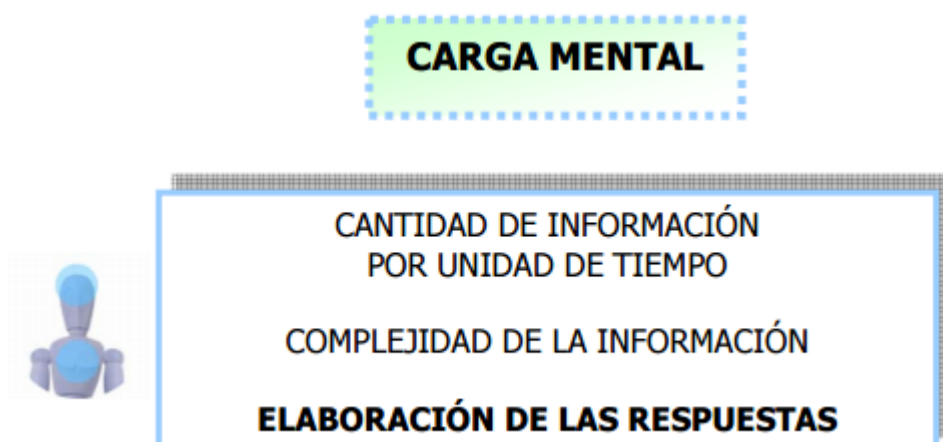 CARGA MENTAL
CANTIDAD DE INFORMACIÓN
POR UNIDAD DE TIEMPO
COMPLEJIDAD DE LA INFORMACIÓN
ELABORACIÓN DE LAS RESPUESTAS